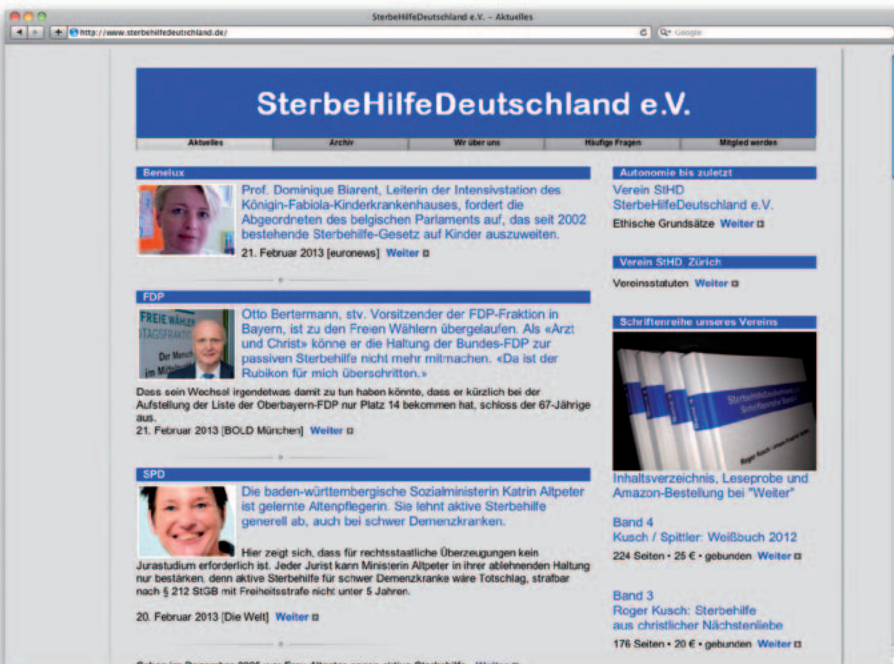 SterbeHilfeDeutschland e.V. – Aktuelles
http://www.sterbehilfedeutschland.de/
Google
SterbeHilfeDeutschland e.V.
Aktuelles
Archiv
Wir über uns
Häufige Fragen
Mitglied werden
Benelux
Prof. Dominique Biarent, Leiterin der Intensivstation des
Königin-Fabiola-Kinderkrankenhauses, fordert die
Abgeordneten des belgischen Parlaments auf, das seit 2002
bestehende Sterbehilfe-Gesetz auf Kinder auszuweiten.
21. Februar 2013 [euronews] Weiter
FDP
FREIE WÄHLER
Der Mensch
im
Otto Bertermann, stv. Vorsitzender der FDP-Fraktion in
Bayern, ist zu den Freien Wählern übergelaufen. Als «Arzt
und Christ» könne er die Haltung der Bundes-FDP zur
passiven Sterbehilfe nicht mehr mitmachen. «Da ist der
Rubikon für mich überschritten.»
Dass sein Wechsel irgendetwas damit zu tun haben könnte, dass er kürzlich bei der
Aufstellung der Liste der Oberbayern-FDP nur Platz 14 bekommen hat, schloss der 67-Jährige
aus.
21. Februar 2013 [BOLD München] Weiter
SPD
Die baden-württembergische Sozialministerin Katrin Altpeter
ist gelernte Altenpflegerin. Sie lehnt aktive Sterbehilfe
generell ab, auch bei schwer Demenzkranken.
Hier zeigt sich, dass für rechtsstaatliche Überzeugungen kein
Jurastudium erforderlich ist. Jeder Jurist kann Ministerin Altpeter in ihrer ablehnenden Haltung
nur bestärken, denn aktive Sterbehilfe für schwer Demenzkranke wäre Totschlag, strafbar
nach § 212 StGB mit Freiheitsstrafe nicht unter 5 Jahren.
20. Februar 2013 [Die Welt] Weiter
Autonomie bis zuletzt
Verein StHD
SterbeHilfeDeutschland e.V.
Ethische Grundsätze Weiter
Verein StHD, Zürich
Vereinsstatuten Weiter
Schriftenreihe unseres Vereins
SterbeHilfeDeutschland e.V.
Schriftenreihe Band
Roger Kusch
Inhaltsverzeichnis, Leseprobe und
Amazon-Bestellung bei "Weiter"
Band 4
Kusch / Spittler: Weißbuch 2012
224 Seiten • 25 € • gebunden Weiter
Band 3
Roger Kusch: Sterbehilfe
aus christlicher Nächstenliebe
176 Seiten • 20 € • gebunden Weiter